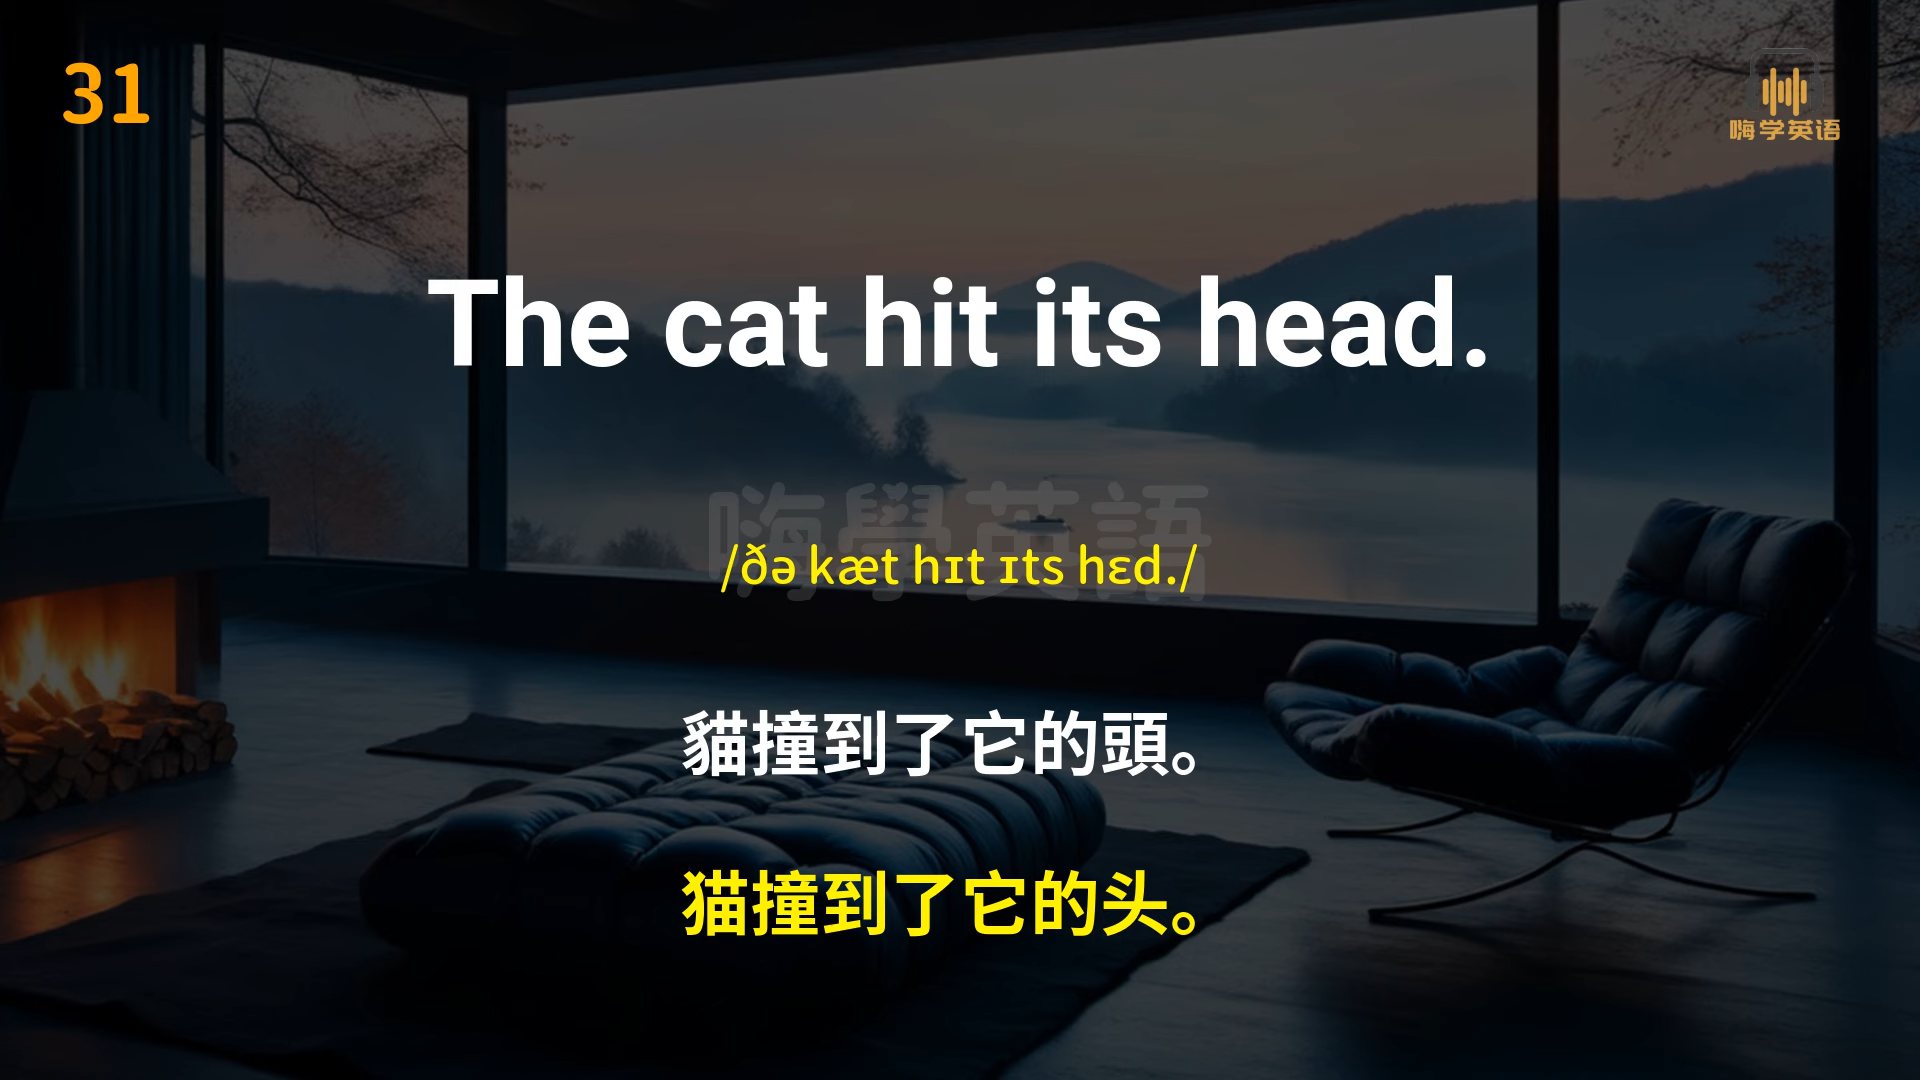 31
嗨学英语
The cat hit its head.
嗨學英語
/ðə kæt hɪt ɪts hɛd./
貓撞到了它的頭。
猫撞到了它的头。